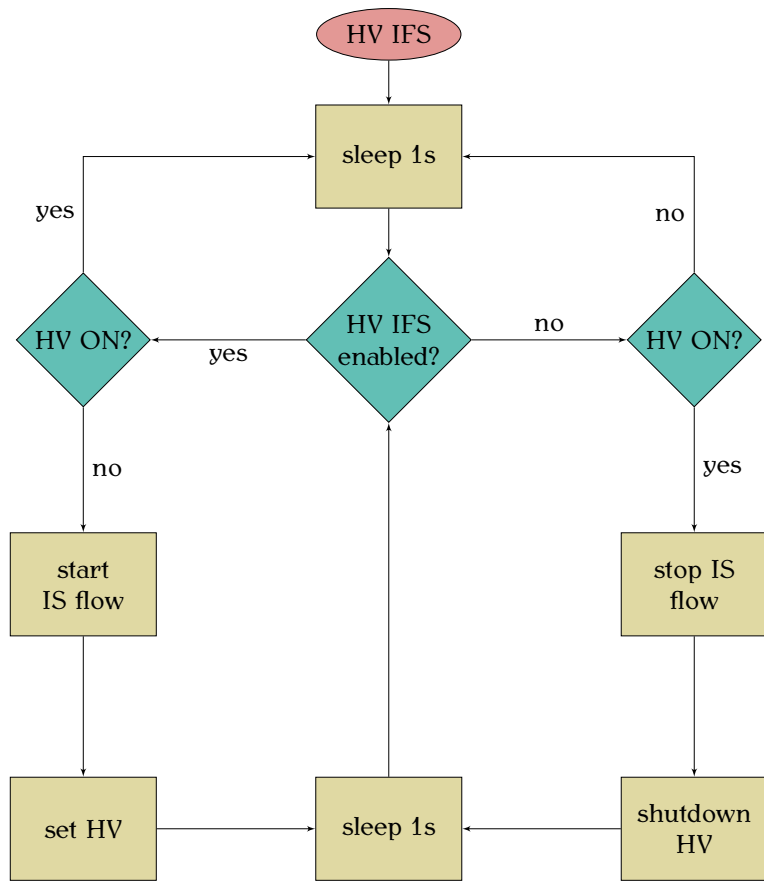 HV IFS
sleep 1s
yes
no
HV ON?
yes
HV IFS
enabled?
no
HV ON?
no
yes
start
IS flow
stop IS
flow
set HV
sleep 1s
shutdown
HV